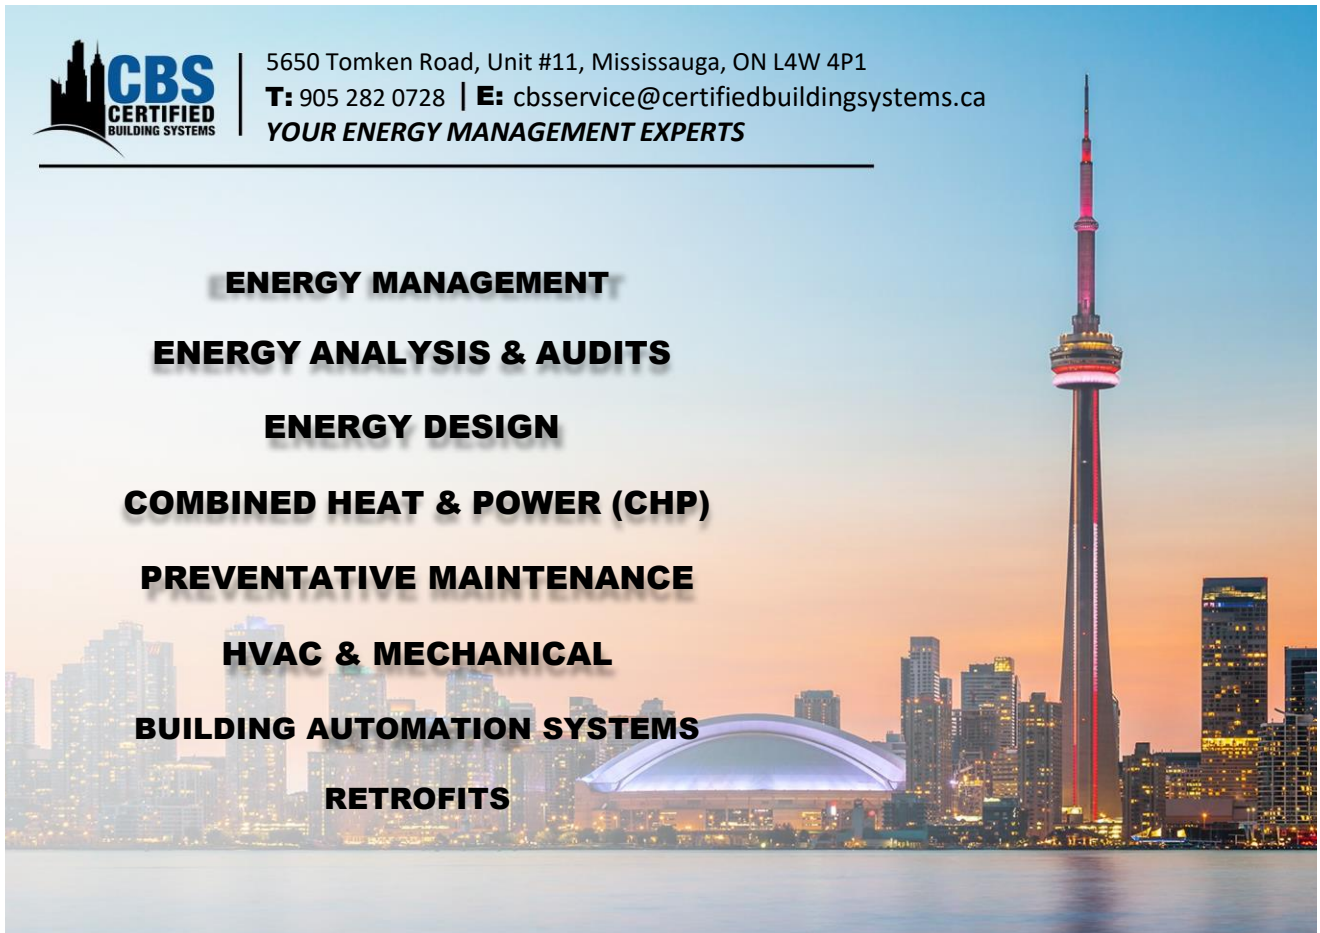 CBS
CERTIFIED
BUILDING SYSTEMS
5650 Tomken Road, Unit #11, Mississauga, ON L4W 4P1
T: 905 282 0728 | E: cbsservice@certifiedbuildingsystems.ca
YOUR ENERGY MANAGEMENT EXPERTS
ENERGY MANAGEMENT
ENERGY ANALYSIS & AUDITS
ENERGY DESIGN
COMBINED HEAT & POWER (CHP)
PREVENTATIVE MAINTENANCE
HVAC & MECHANICAL
BUILDING AUTOMATION SYSTEMS
RETROFITS